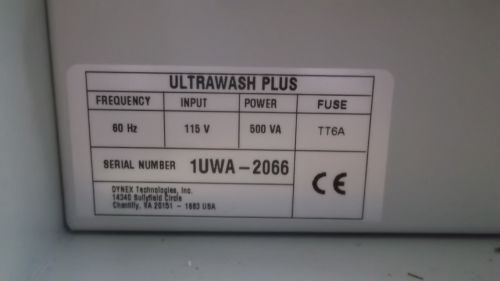 ULTRAWASH PLUS
FREQUENCY INPUT POWER FUSE
60 Hz 115 V 500 VA TT6A
SERIAL NUMBER 1UWA-2066
CE
DYNEX Technologies, Inc.
14340 Sullyfield Circle
Chantilly, VA 20151 - 1683 USA